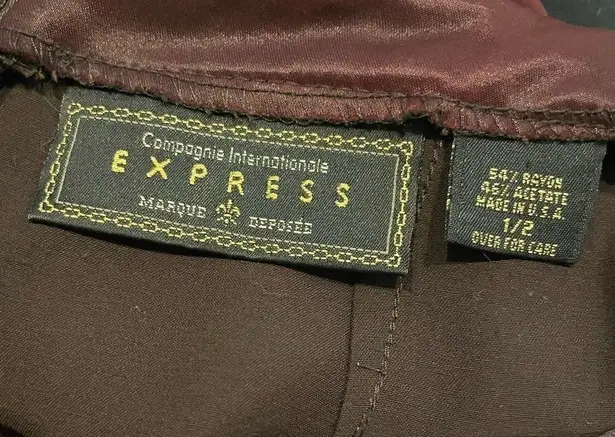 Compagnie Internationale
EXPRESS
MARQUE DEPOSÉE
54% RAYON
46% ACETATE
MADE IN U.S.A.
1/2
OVER FOR CARE